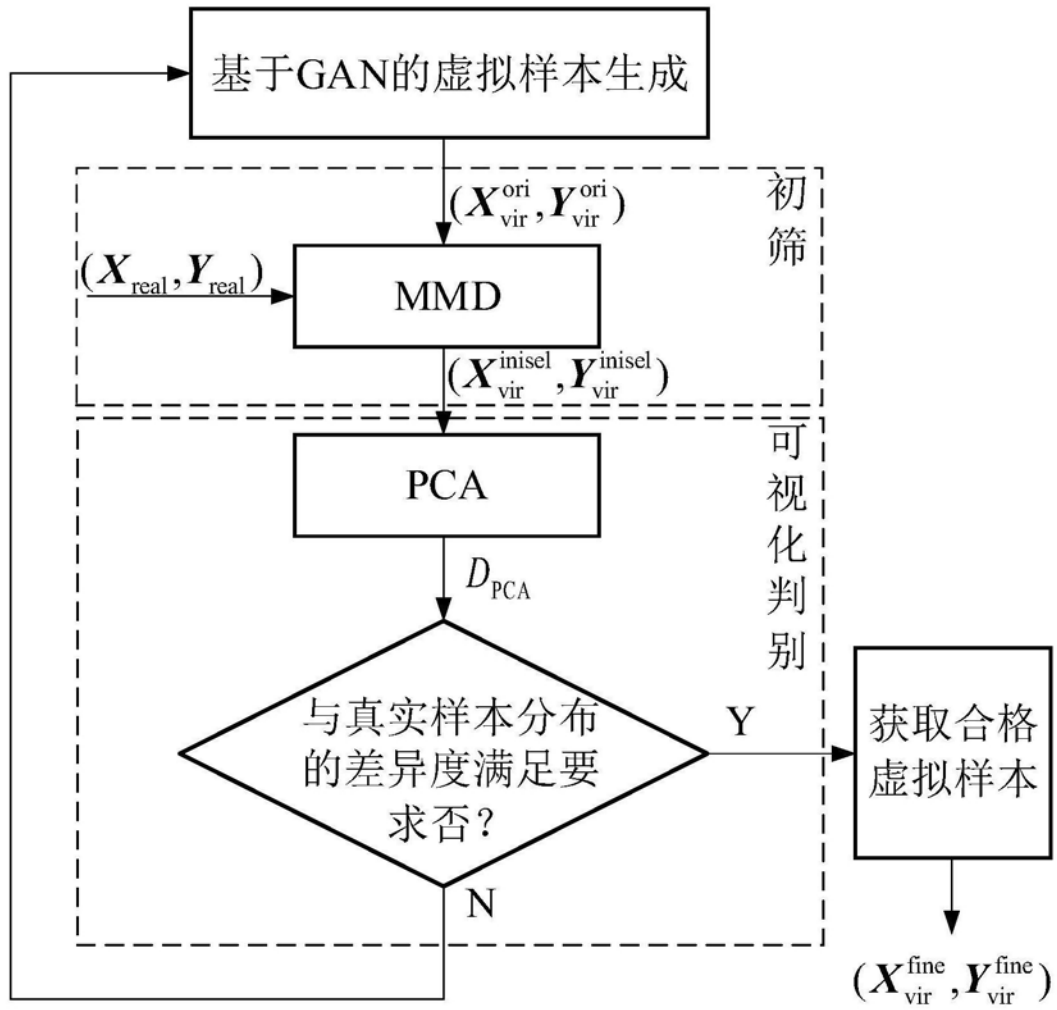 基于GAN的虚拟样本生成
(X_vir^ori, Y_vir^ori)
初筛
(X_real, Y_real)
MMD
(X_vir^inisel, Y_vir^inisel)
PCA
可视化判别
D_PCA
与真实样本分布
的差异度满足要
求否？
Y
获取合格
虚拟样本
N
(X_vir^fine, Y_vir^fine)